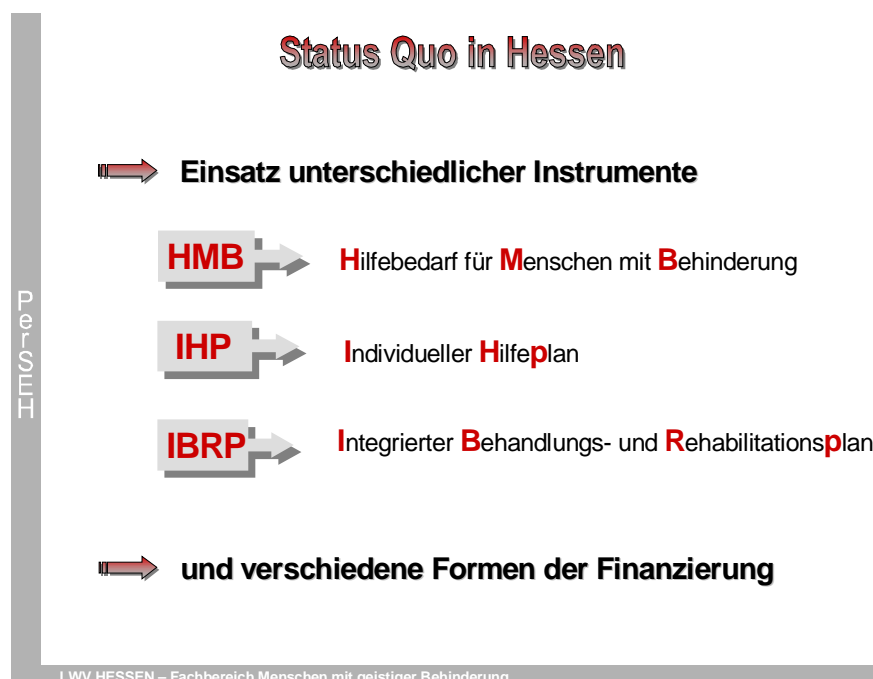 Status Quo in Hessen
Einsatz unterschiedlicher Instrumente
HMB Hilfebedarf für Menschen mit Behinderung
IHP Individueller Hilfeplan
IBRP Integrierter Behandlungs- und Rehabilitationsplan
und verschiedene Formen der Finanzierung
PerSEH
LWV HESSEN – Fachbereich Menschen mit geistiger Behinderung